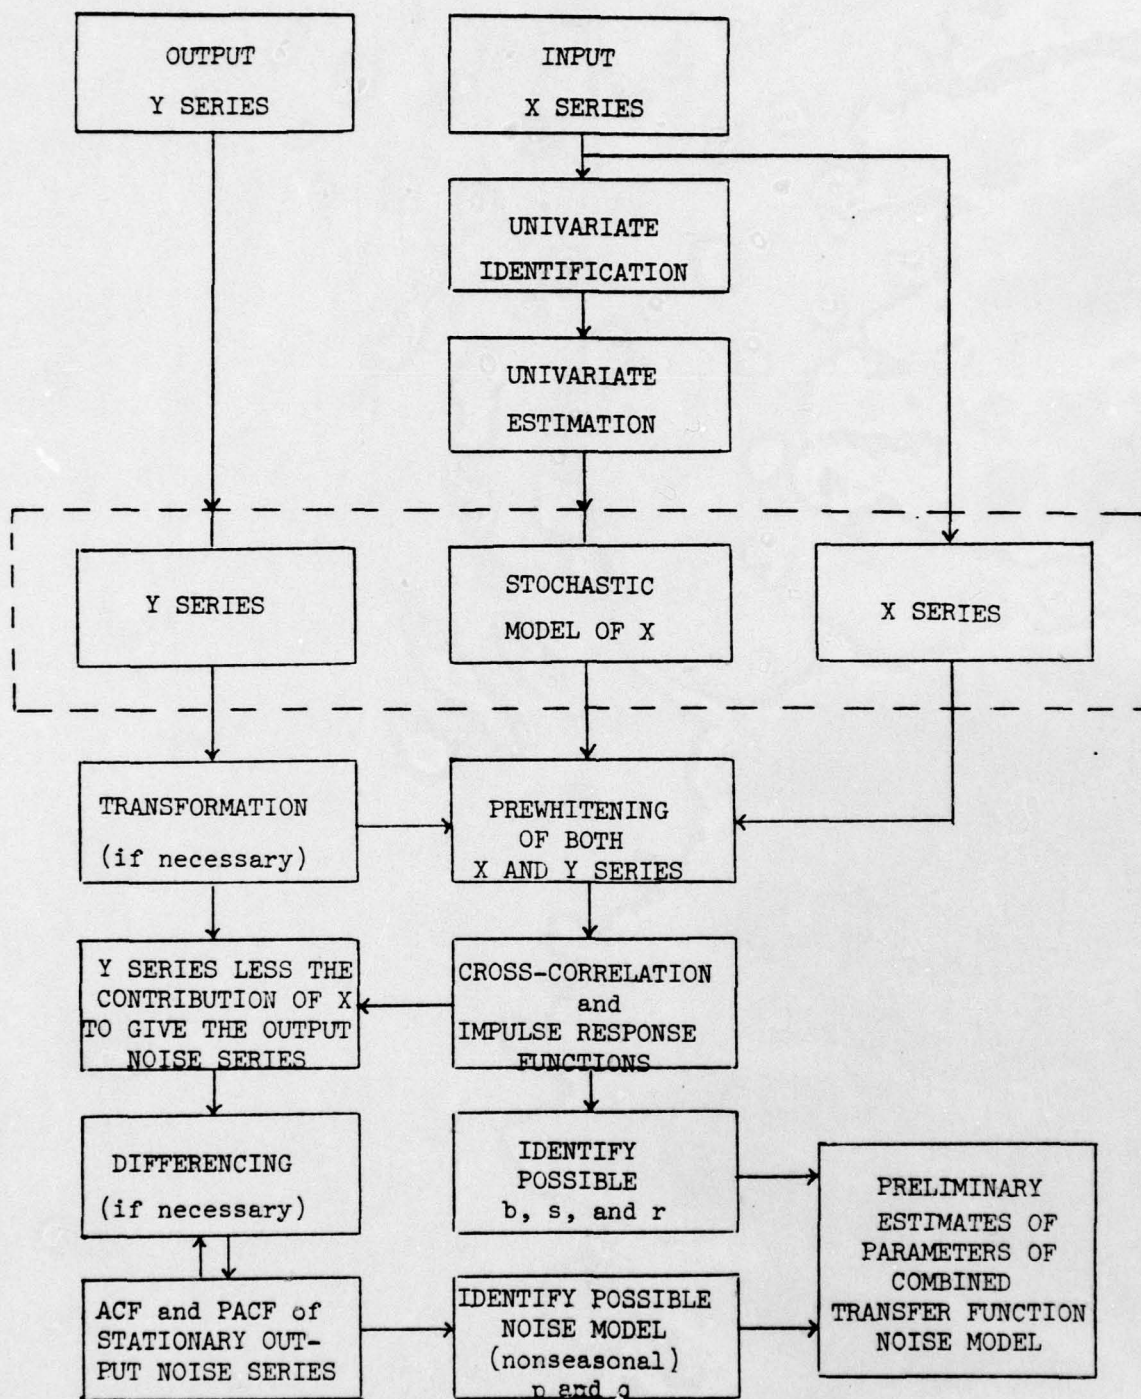 OUTPUT
Y SERIES
INPUT
X SERIES
UNIVARIATE
IDENTIFICATION
UNIVARIATE
ESTIMATION
Y SERIES
STOCHASTIC
MODEL OF X
X SERIES
TRANSFORMATION
(if necessary)
PREWHITENING
OF BOTH
X AND Y SERIES
Y SERIES LESS THE
CONTRIBUTION OF X
TO GIVE THE OUTPUT
NOISE SERIES
CROSS-CORRELATION
and
IMPULSE RESPONSE
FUNCTIONS
DIFFERENCING
(if necessary)
IDENTIFY
POSSIBLE
b, s, and r
PRELIMINARY
ESTIMATES OF
PARAMETERS OF
COMBINED
TRANSFER FUNCTION
NOISE MODEL
ACF and PACF of
STATIONARY OUT-
PUT NOISE SERIES
IDENTIFY POSSIBLE
NOISE MODEL
(nonseasonal)
p and q